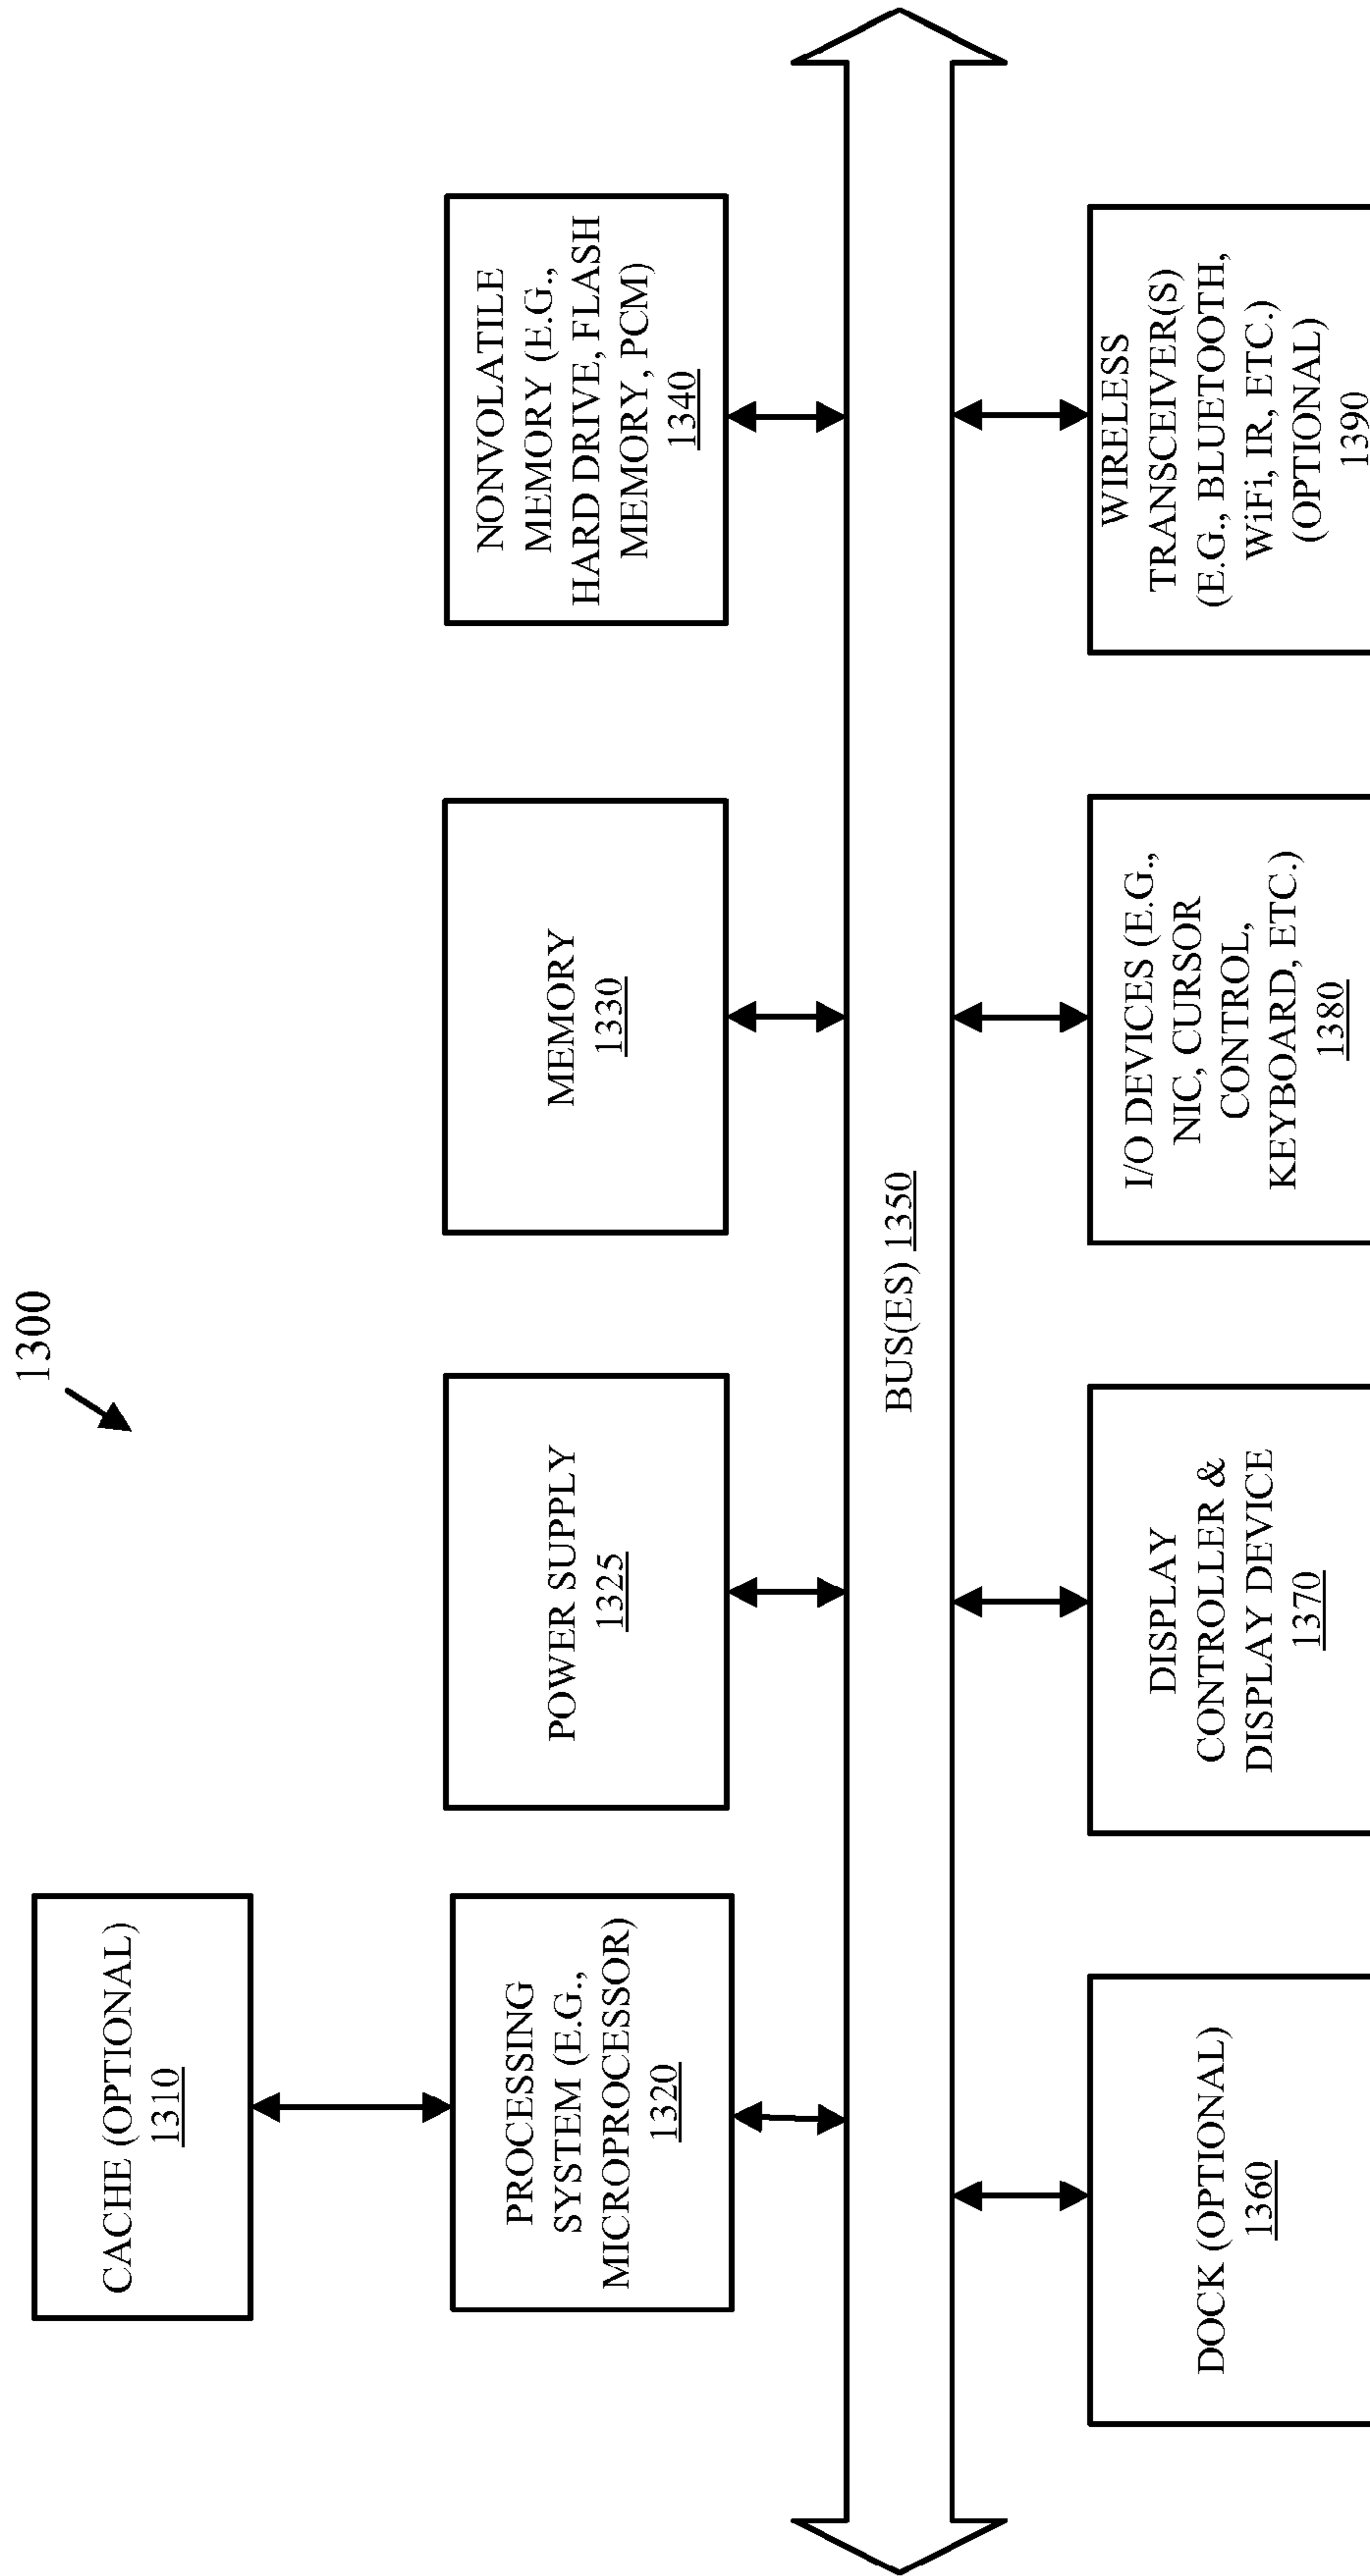 1300
CACHE (OPTIONAL)
1310
PROCESSING
SYSTEM (E.G.,
MICROPROCESSOR)
1320
POWER SUPPLY
1325
MEMORY
1330
NONVOLATILE
MEMORY (E.G.,
HARD DRIVE, FLASH
MEMORY, PCM)
1340
BUS(ES) 1350
DOCK (OPTIONAL)
1360
DISPLAY
CONTROLLER &
DISPLAY DEVICE
1370
I/O DEVICES (E.G.,
NIC, CURSOR
CONTROL,
KEYBOARD, ETC.)
1380
WIRELESS
TRANSCEIVER(S)
(E.G., BLUETOOTH,
WiFi, IR, ETC.)
(OPTIONAL)
1390